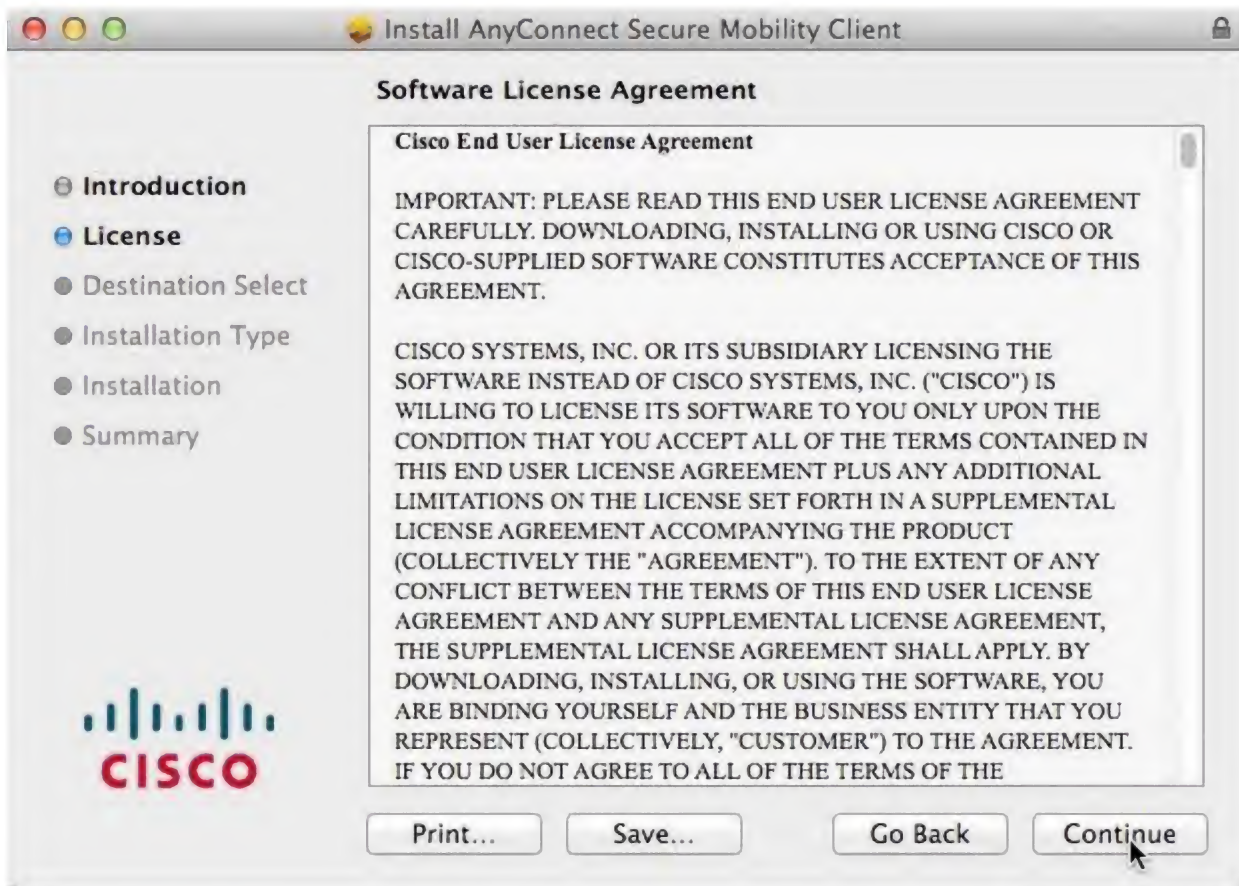 Install AnyConnect Secure Mobility Client
Software License Agreement
Introduction
License
Destination Select
Installation Type
Installation
Summary
CISCO
Cisco End User License Agreement
IMPORTANT: PLEASE READ THIS END USER LICENSE AGREEMENT
CAREFULLY. DOWNLOADING, INSTALLING OR USING CISCO OR
CISCO-SUPPLIED SOFTWARE CONSTITUTES ACCEPTANCE OF THIS
AGREEMENT.
CISCO SYSTEMS, INC. OR ITS SUBSIDIARY LICENSING THE
SOFTWARE INSTEAD OF CISCO SYSTEMS, INC. ("CISCO") IS
WILLING TO LICENSE ITS SOFTWARE TO YOU ONLY UPON THE
CONDITION THAT YOU ACCEPT ALL OF THE TERMS CONTAINED IN
THIS END USER LICENSE AGREEMENT PLUS ANY ADDITIONAL
LIMITATIONS ON THE LICENSE SET FORTH IN A SUPPLEMENTAL
LICENSE AGREEMENT ACCOMPANYING THE PRODUCT
(COLLECTIVELY THE "AGREEMENT"). TO THE EXTENT OF ANY
CONFLICT BETWEEN THE TERMS OF THIS END USER LICENSE
AGREEMENT AND ANY SUPPLEMENTAL LICENSE AGREEMENT,
THE SUPPLEMENTAL LICENSE AGREEMENT SHALL APPLY. BY
DOWNLOADING, INSTALLING, OR USING THE SOFTWARE, YOU
ARE BINDING YOURSELF AND THE BUSINESS ENTITY THAT YOU
REPRESENT (COLLECTIVELY, "CUSTOMER") TO THE AGREEMENT.
IF YOU DO NOT AGREE TO ALL OF THE TERMS OF THE
Print...
Save...
Go Back
Continue